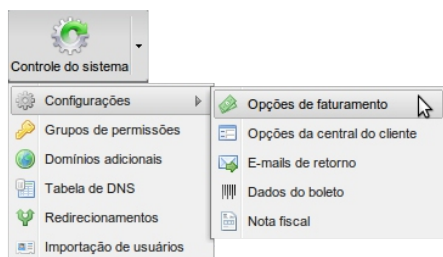 Controle do sistema
Configurações
Grupos de permissões
Domínios adicionais
Tabela de DNS
Redirecionamentos
Importação de usuários
Opções de faturamento
Opções da central do cliente
E-mails de retorno
Dados do boleto
Nota fiscal